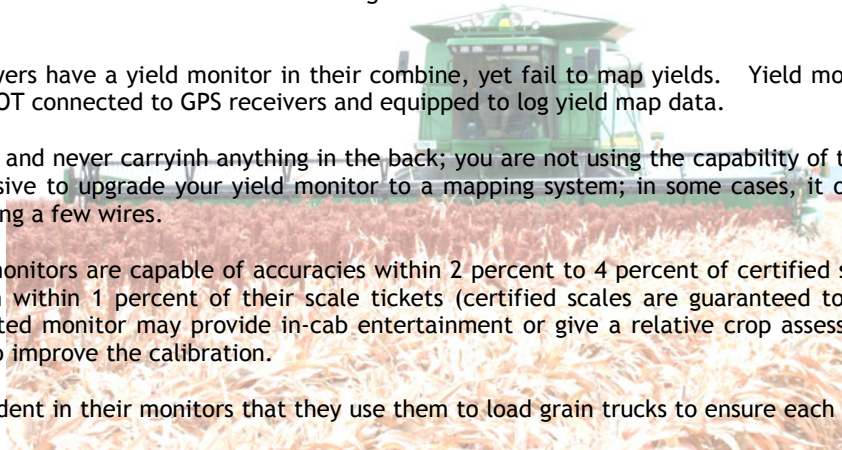 vers have a yield monitor in their combine, yet fail to map yields. Yield mo
OT connected to GPS receivers and equipped to log yield map data.
and never carryinh anything in the back; you are not using the capability of t
sive to upgrade your yield monitor to a mapping system; in some cases, it
ng a few wires.
onitors are capable of accuracies within 2 percent to 4 percent of certified s
within 1 percent of their scale tickets (certified scales are guaranteed to
ted monitor may provide in-cab entertainment or give a relative crop assess
improve the calibration.
dent in their monitors that they use them to load grain trucks to ensure each